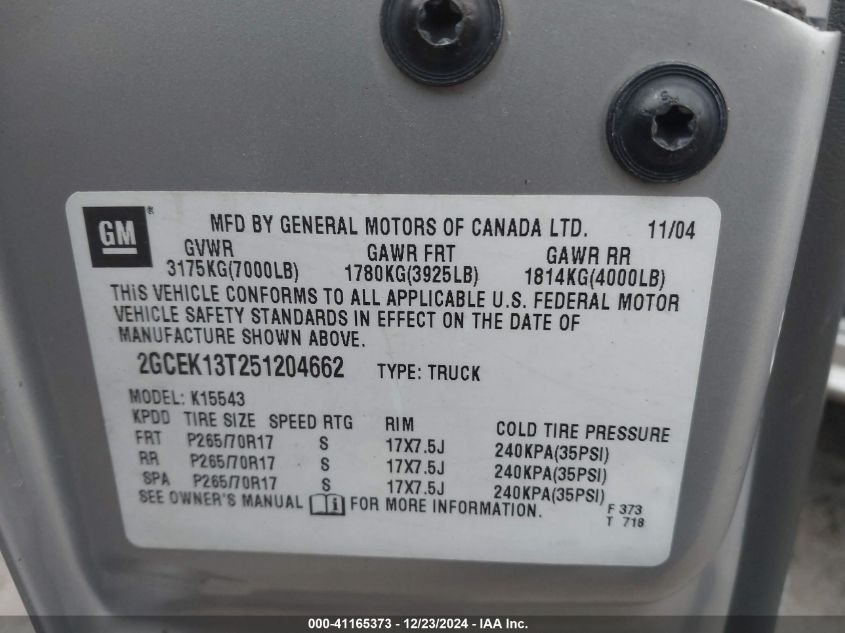 GM
MFD BY GENERAL MOTORS OF CANADA LTD. 11/04
GVWR GAWR FRT GAWR RR
3175KG(7000LB) 1780KG(3925LB) 1814KG(4000LB)
THiS VEHICLE CONFORMS TO ALL APPLICABLE U.S. FEDERAL MOTOR
VEHICLE SAFETY STANDARDS IN EFFECT ON THE DATE OF
MANUFACTURE SHOWN ABOVE.
2GCEK13T251204662 TYPE: TRUCK
MODEL: K15543
KPDD TIRE SIZE SPEED RTG RIM COLD TIRE PRESSURE
FRT P265/70R17 S 17X7.5J 240KPA(35PSI)
RR P265/70R17 S 17X7.5J 240KPA(35PSI)
SPA P265/70R17 S 17X7.5J 240KPA(35PSI)
SEE OWNER'S MANUAL i FOR MORE INFORMATION. F 373
T 718
000-41165373 - 12/23/2024 - IAA Inc.